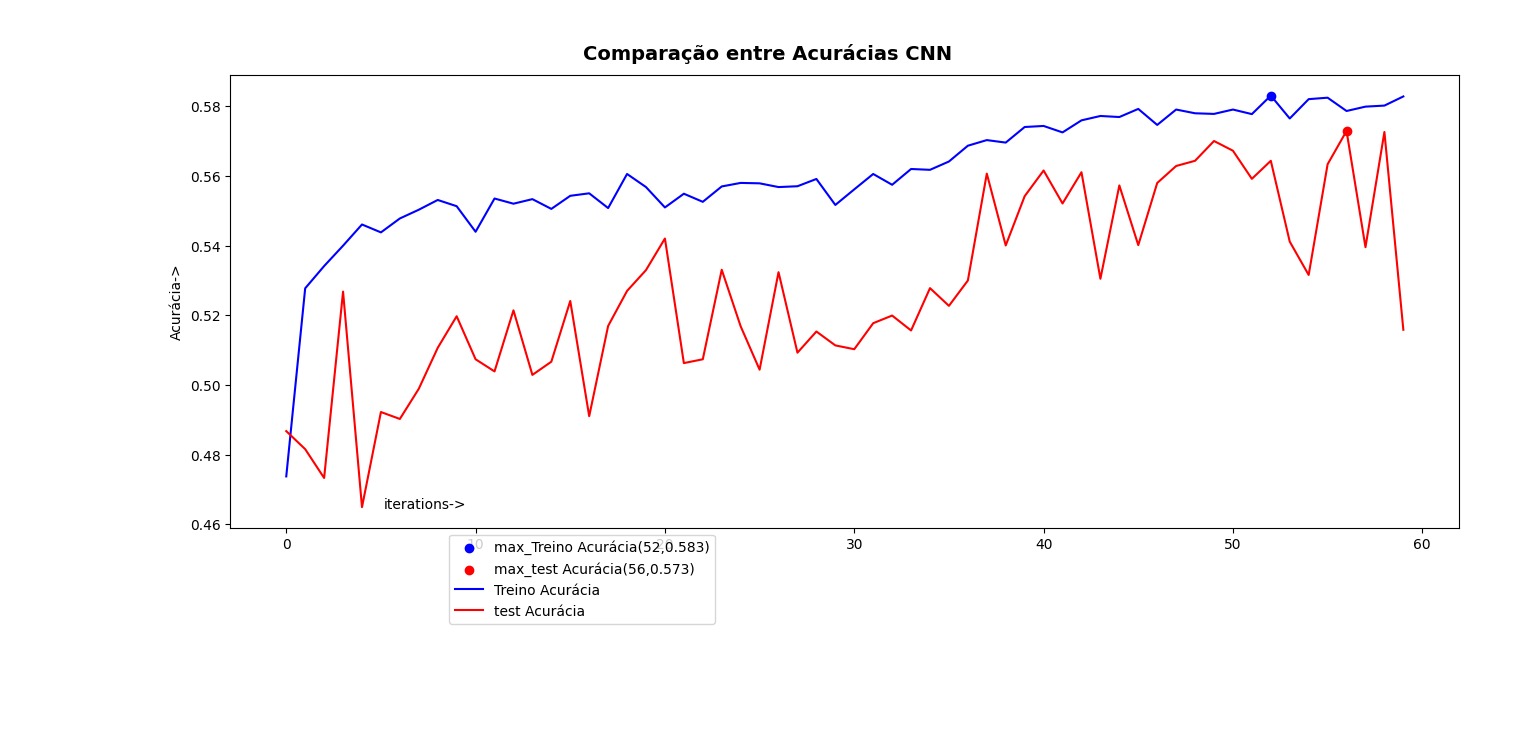 Comparação entre Acurácias CNN
Acurácia->
0.58
0.56
0.54
0.52
0.50
0.48
0.46
iterations->
0 10 20 30 40 50 60
max_Treino Acurácia(52,0.583)
max_test Acurácia(56,0.573)
Treino Acurácia
test Acurácia